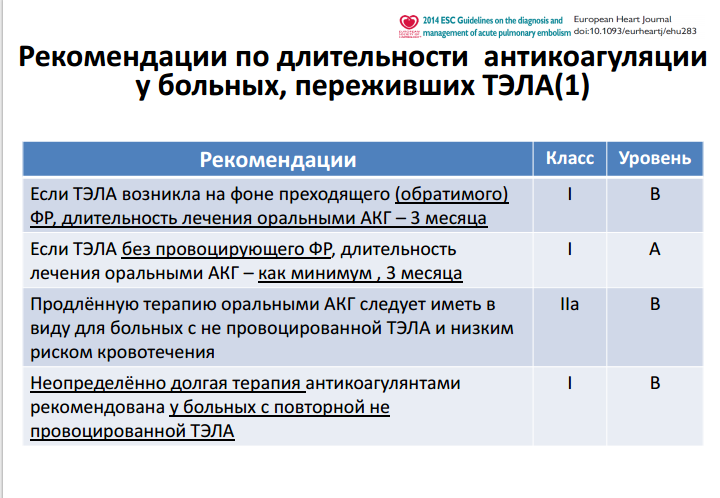 2014 ESC Guidelines on the diagnosis and
management of acute pulmonary embolism
European Heart Journal
doi:10.1093/eurheartj/ehu283
Рекомендации по длительности антикоагуляции
у больных, переживших ТЭЛА(1)
Рекомендации Класс Уровень
Если ТЭЛА возникла на фоне преходящего (обратимого)
ФР, длительность лечения оральными АКГ – 3 месяца
I B
Если ТЭЛА без провоцирующего ФР, длительность
лечения оральными АКГ – как минимум , 3 месяца
I A
Продлённую терапию оральными АКГ следует иметь в
виду для больных с не провоцированной ТЭЛА и низким
риском кровотечения
IIa B
Неопределённо долгая терапия антикоагулянтами
рекомендована у больных с повторной не
провоцированной ТЭЛА
I B